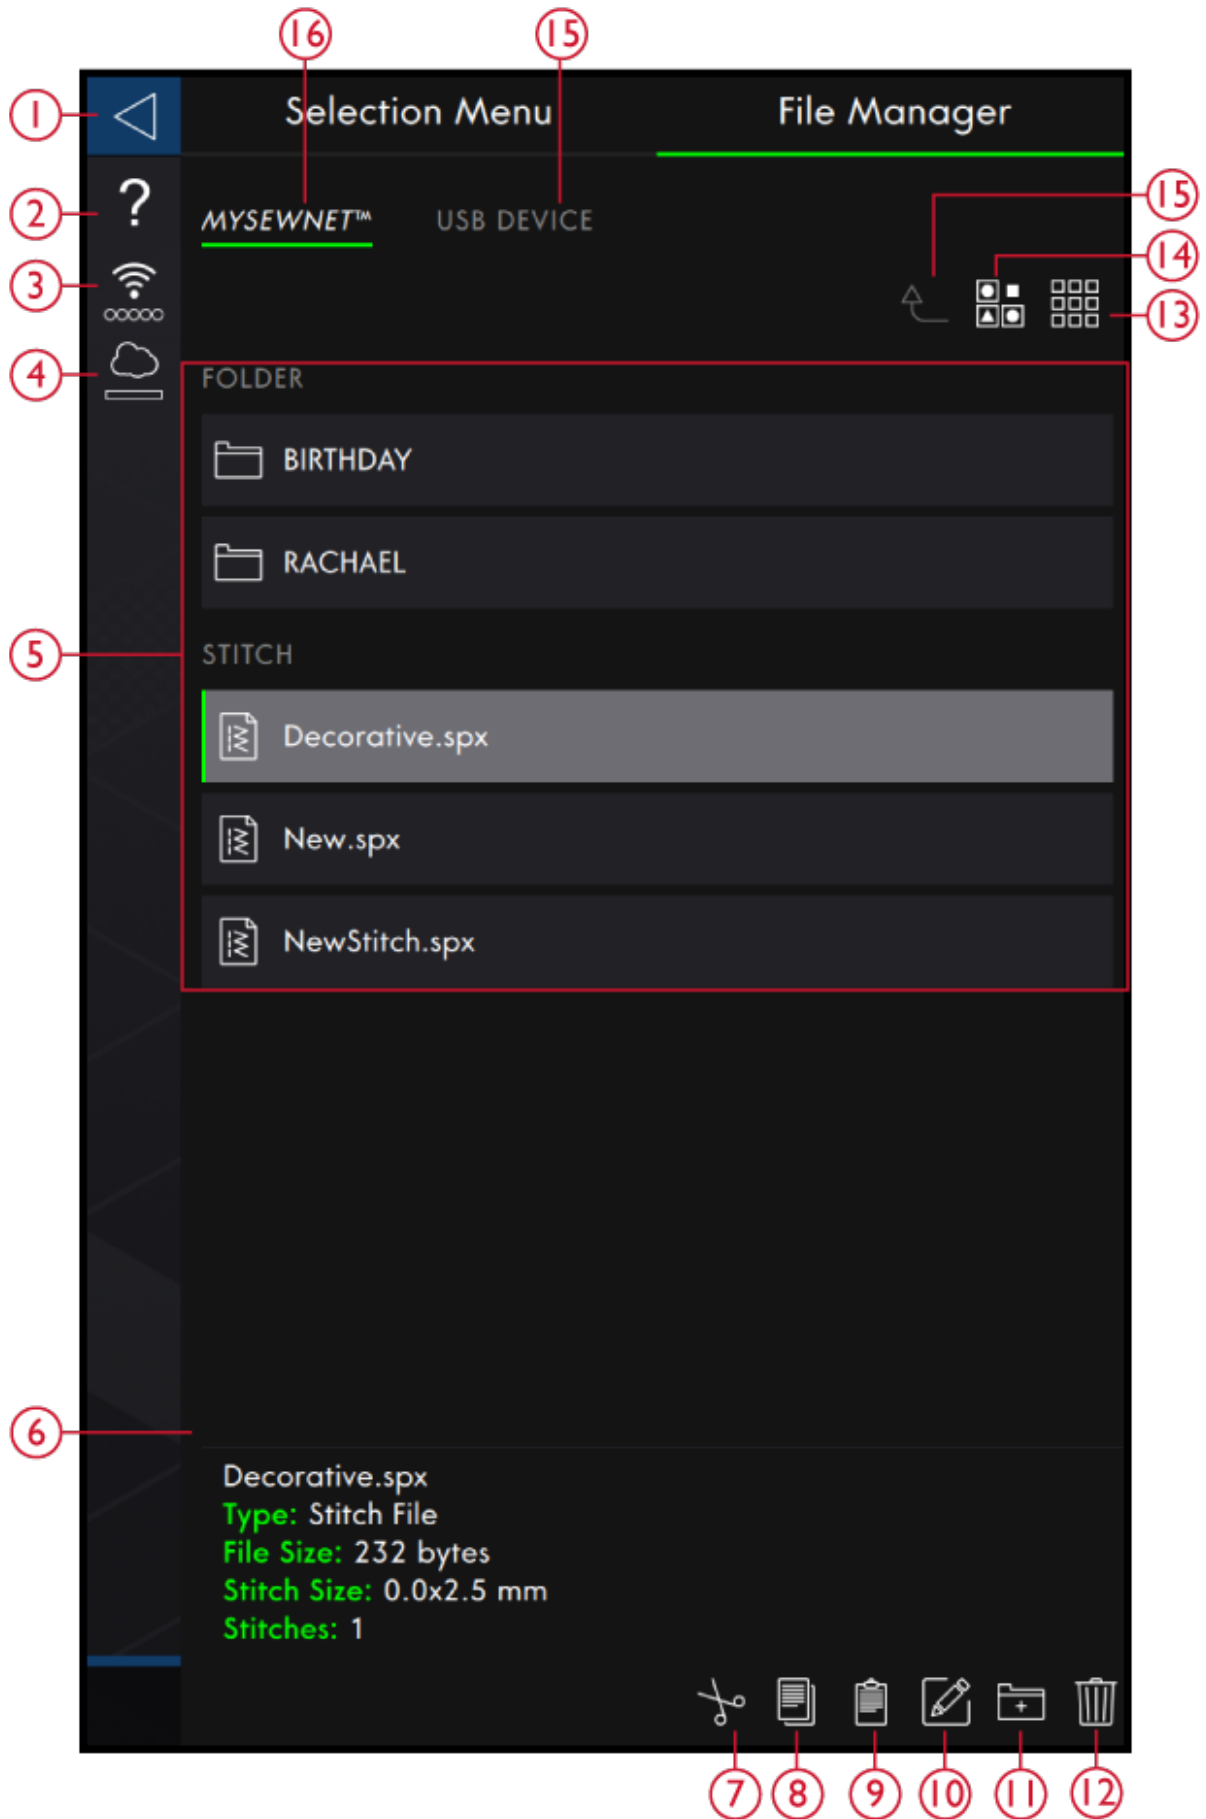 16 15
1 Selection Menu File Manager
2 ? MYSEWNET™ USB DEVICE 15
14
3 13
4 FOLDER
BIRTHDAY
RACHAEL
5 STITCH
Decorative.spx
New.spx
NewStitch.spx
6
Decorative.spx
Type: Stitch File
File Size: 232 bytes
Stitch Size: 0.0x2.5 mm
Stitches: 1
7 8 9 10 11 12